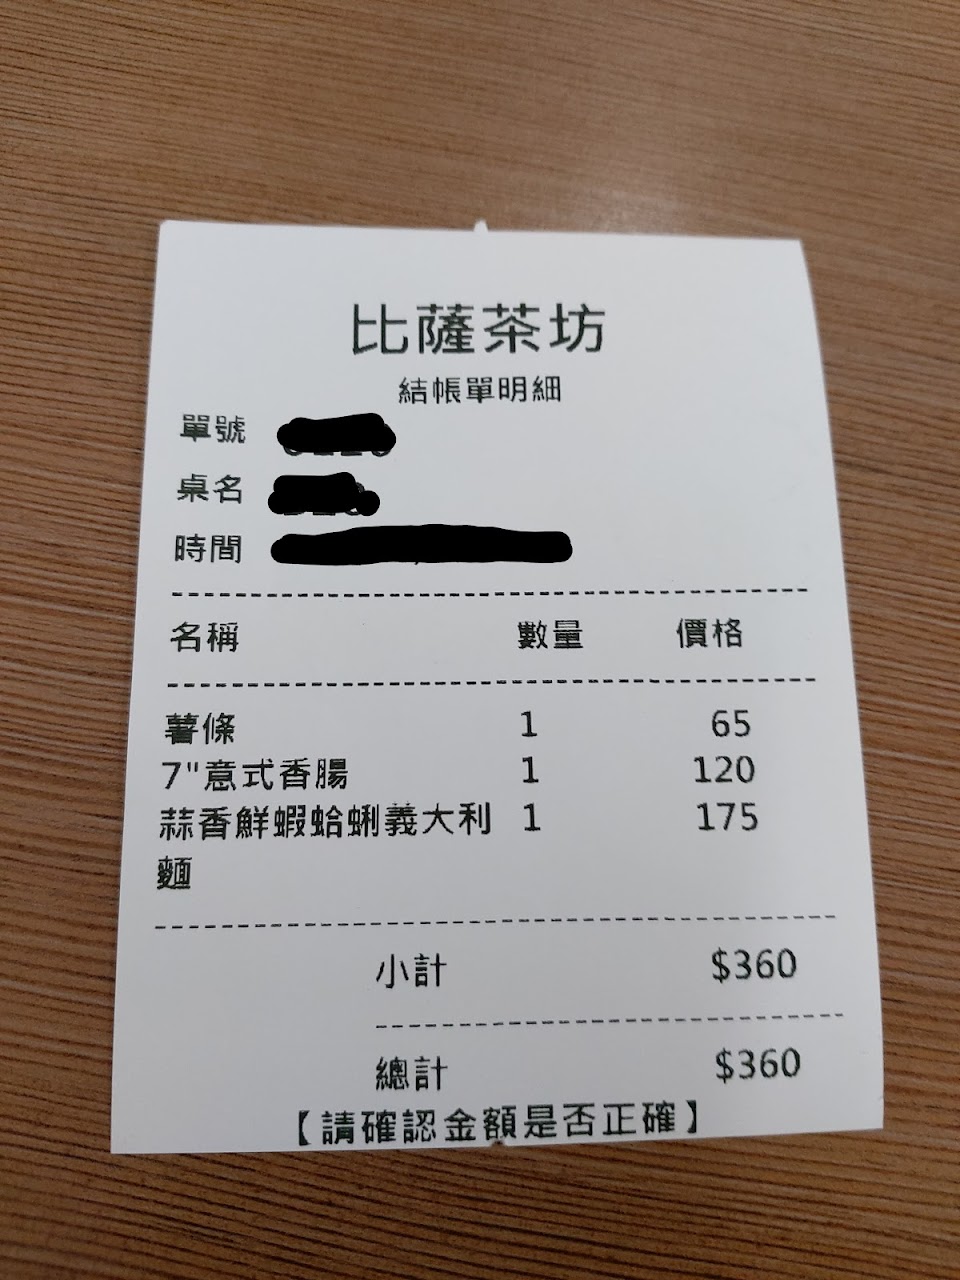 比薩茶坊
結帳單明細
單號
桌名
時間
名稱 數量 價格
薯條 1 65
7"意式香腸 1 120
蒜香鮮蝦蛤蜊義大利 1 175
麵
小計 $360
總計 $360
【請確認金額是否正確】